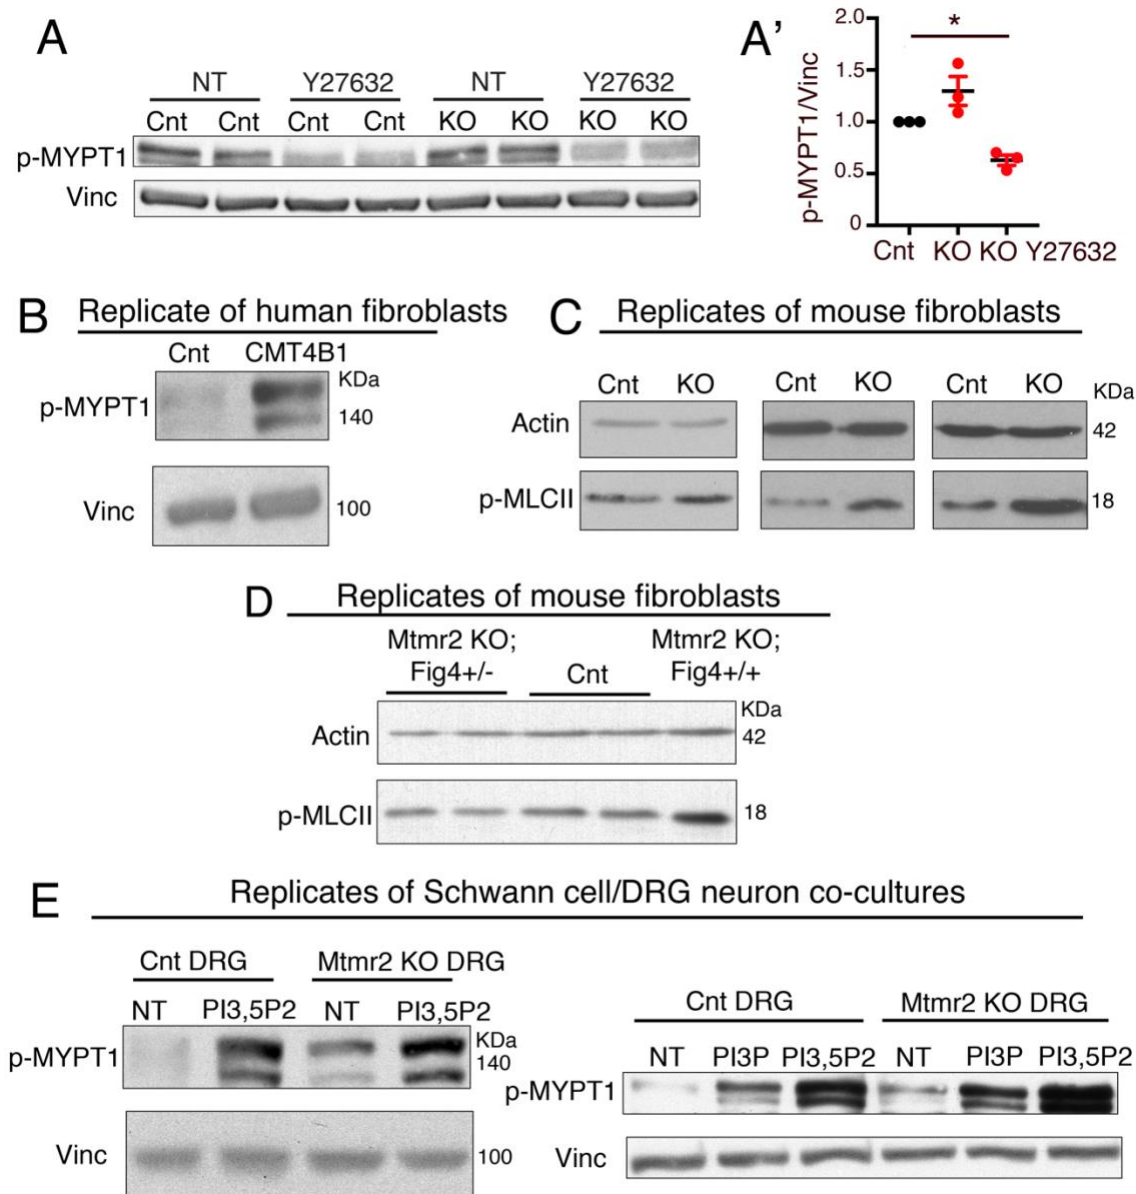 A
NT Y27632 NT Y27632
Cnt Cnt Cnt Cnt KO KO KO KO
p-MYPT1
Vinc
A'
p-MYPT1/Vinc
2.0
1.5
1.0
0.5
0
*
Cnt KO KO Y27632
B Replicate of human fibroblasts
Cnt CMT4B1
KDa
p-MYPT1
140
Vinc 100
C Replicates of mouse fibroblasts
Cnt KO Cnt KO Cnt KO
KDa
Actin 42
p-MLCII 18
D Replicates of mouse fibroblasts
Mtmr2 KO; Mtmr2 KO;
Fig4+/- Cnt Fig4+/+
KDa
Actin 42
p-MLCII 18
E Replicates of Schwann cell/DRG neuron co-cultures
Cnt DRG Mtmr2 KO DRG
NT PI3,5P2 NT PI3,5P2
KDa
p-MYPT1 140
Vinc 100
Cnt DRG Mtmr2 KO DRG
NT PI3P PI3,5P2 NT PI3P PI3,5P2
p-MYPT1
Vinc